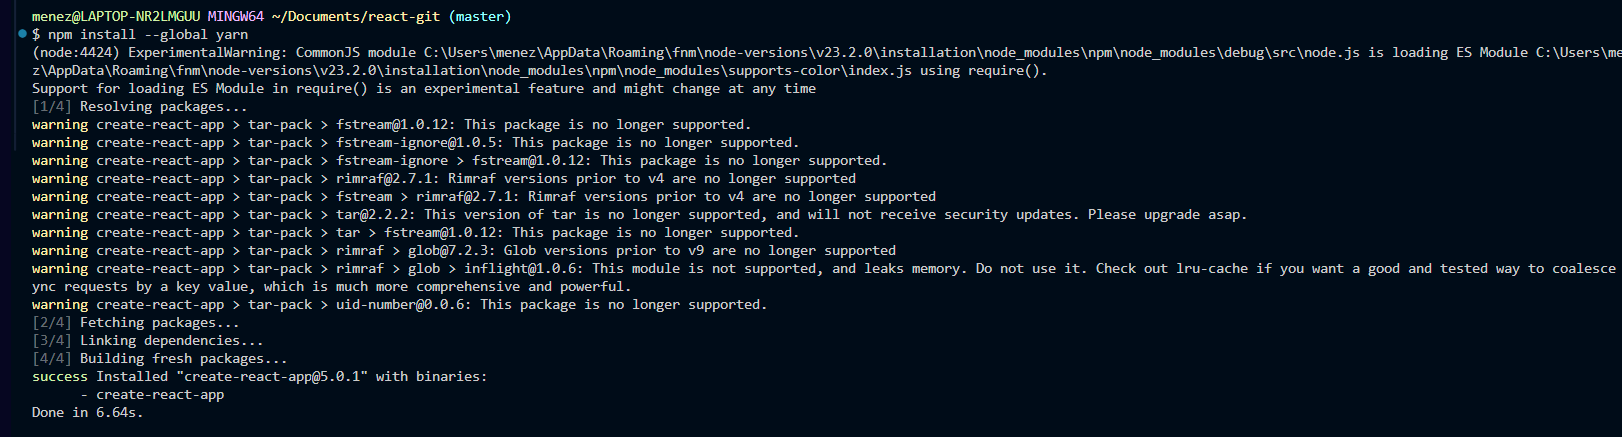 menez@LAPTOP-NR2LMGUU MINGW64 ~/Documents/react-git (master)
$ npm install --global yarn
(node:4424) ExperimentalWarning: CommonJS module C:\Users\menez\AppData\Roaming\fnm\node-versions\v23.2.0\installation\node_modules\npm\node_modules\debug\src\node.js is loading ES Module C:\Users\me
z\AppData\Roaming\fnm\node-versions\v23.2.0\installation\node_modules\npm\node_modules\supports-color\index.js using require().
Support for loading ES Module in require() is an experimental feature and might change at any time
[1/4] Resolving packages...
warning create-react-app > tar-pack > fstream@1.0.12: This package is no longer supported.
warning create-react-app > tar-pack > fstream-ignore@1.0.5: This package is no longer supported.
warning create-react-app > tar-pack > fstream-ignore > fstream@1.0.12: This package is no longer supported.
warning create-react-app > tar-pack > rimraf@2.7.1: Rimraf versions prior to v4 are no longer supported
warning create-react-app > tar-pack > fstream > rimraf@2.7.1: Rimraf versions prior to v4 are no longer supported
warning create-react-app > tar-pack > tar@2.2.2: This version of tar is no longer supported, and will not receive security updates. Please upgrade asap.
warning create-react-app > tar-pack > tar > fstream@1.0.12: This package is no longer supported.
warning create-react-app > tar-pack > rimraf > glob@7.2.3: Glob versions prior to v9 are no longer supported
warning create-react-app > tar-pack > rimraf > glob > inflight@1.0.6: This module is not supported, and leaks memory. Do not use it. Check out lru-cache if you want a good and tested way to coalesce
ync requests by a key value, which is much more comprehensive and powerful.
warning create-react-app > tar-pack > uid-number@0.0.6: This package is no longer supported.
[2/4] Fetching packages...
[3/4] Linking dependencies...
[4/4] Building fresh packages...
success Installed "create-react-app@5.0.1" with binaries:
      - create-react-app
Done in 6.64s.